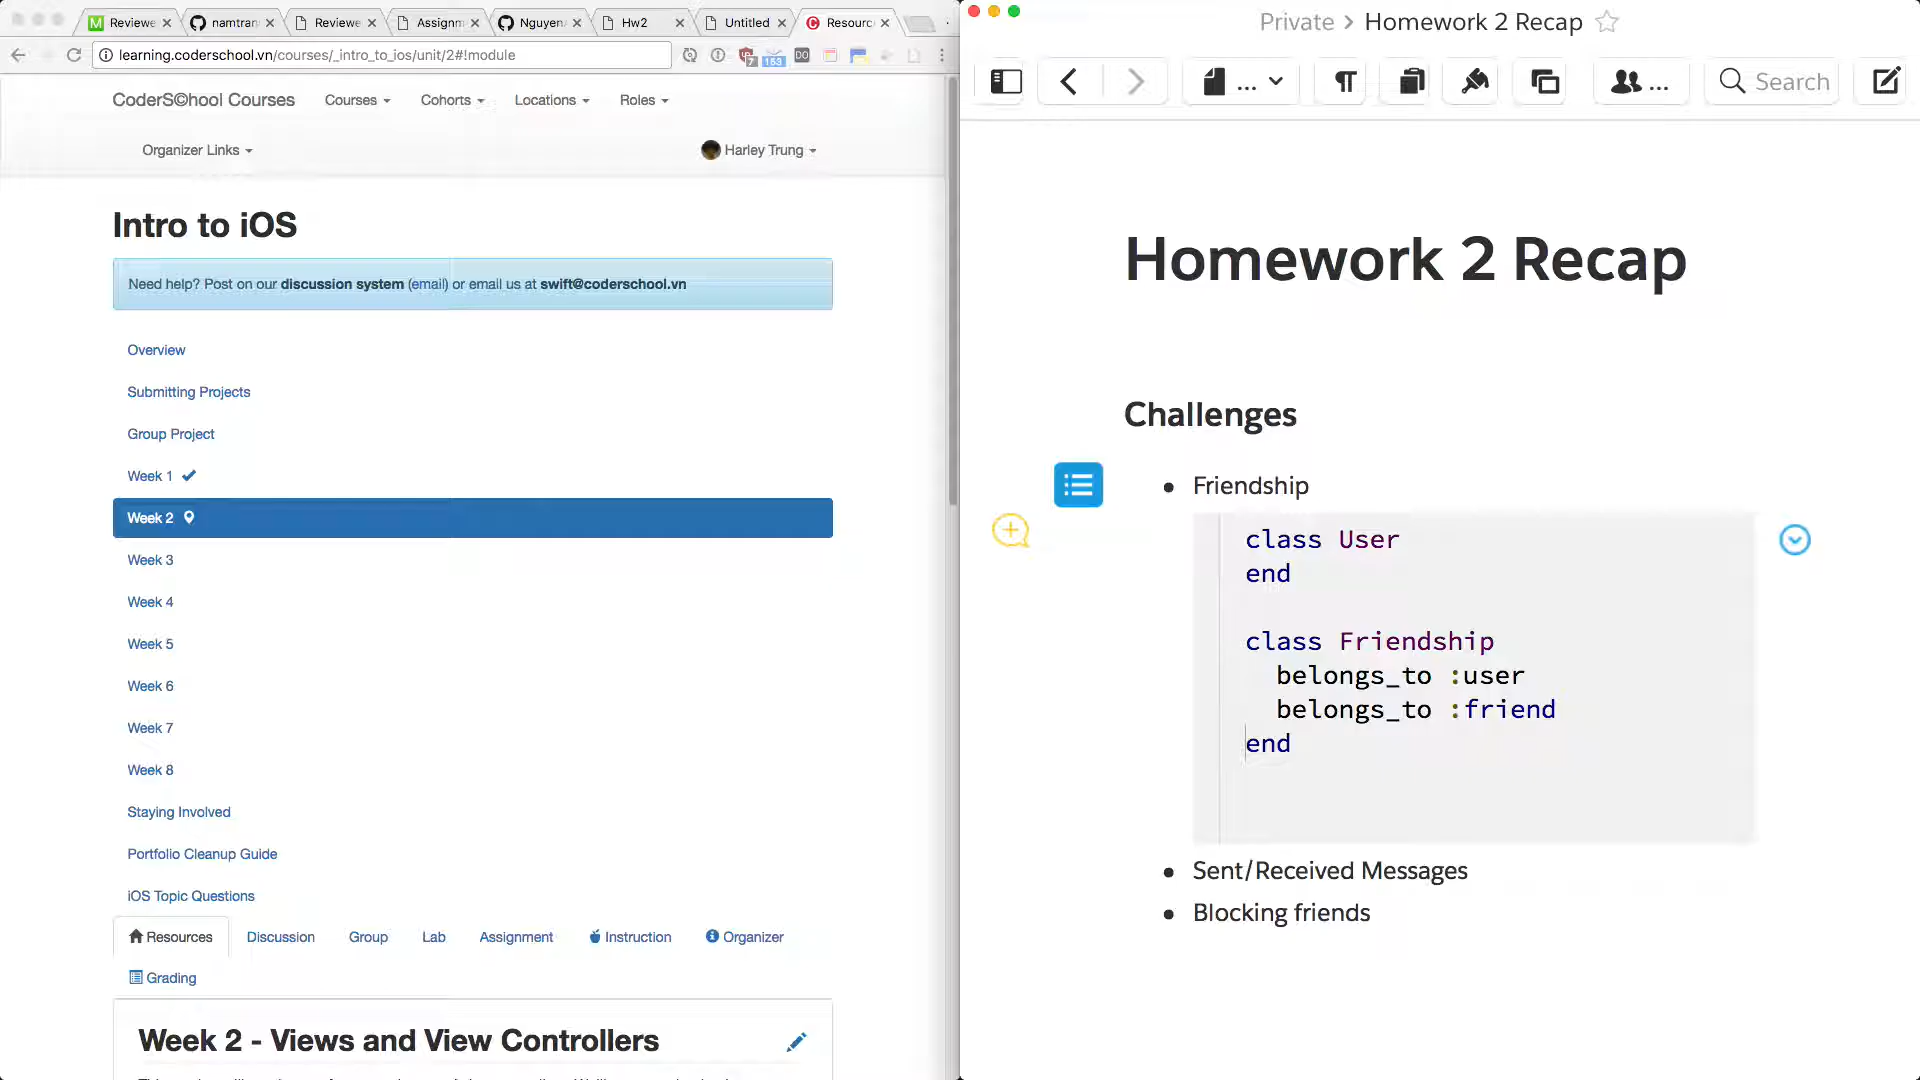 Reviewe
namtran
Reviewe
Assignm
Nguyen
Hw2
Untitled
Resourc
learning.coderschool.vn/courses/_intro_to_ios/unit/2#!module
7
153
DO
CoderS©hool Courses
Courses
Cohorts
Locations
Roles
Organizer Links
Harley Trung
Intro to iOS
Need help? Post on our discussion system (email) or email us at swift@coderschool.vn
Overview
Submitting Projects
Group Project
Week 1
Week 2
Week 3
Week 4
Week 5
Week 6
Week 7
Week 8
Staying Involved
Portfolio Cleanup Guide
iOS Topic Questions
Resources
Discussion
Group
Lab
Assignment
Instruction
Organizer
Grading
Week 2 - Views and View Controllers
Private > Homework 2 Recap
...
...
Search
Homework 2 Recap
Challenges
• Friendship
class User
end
class Friendship
belongs_to :user
belongs_to :friend
end
• Sent/Received Messages
• Blocking friends